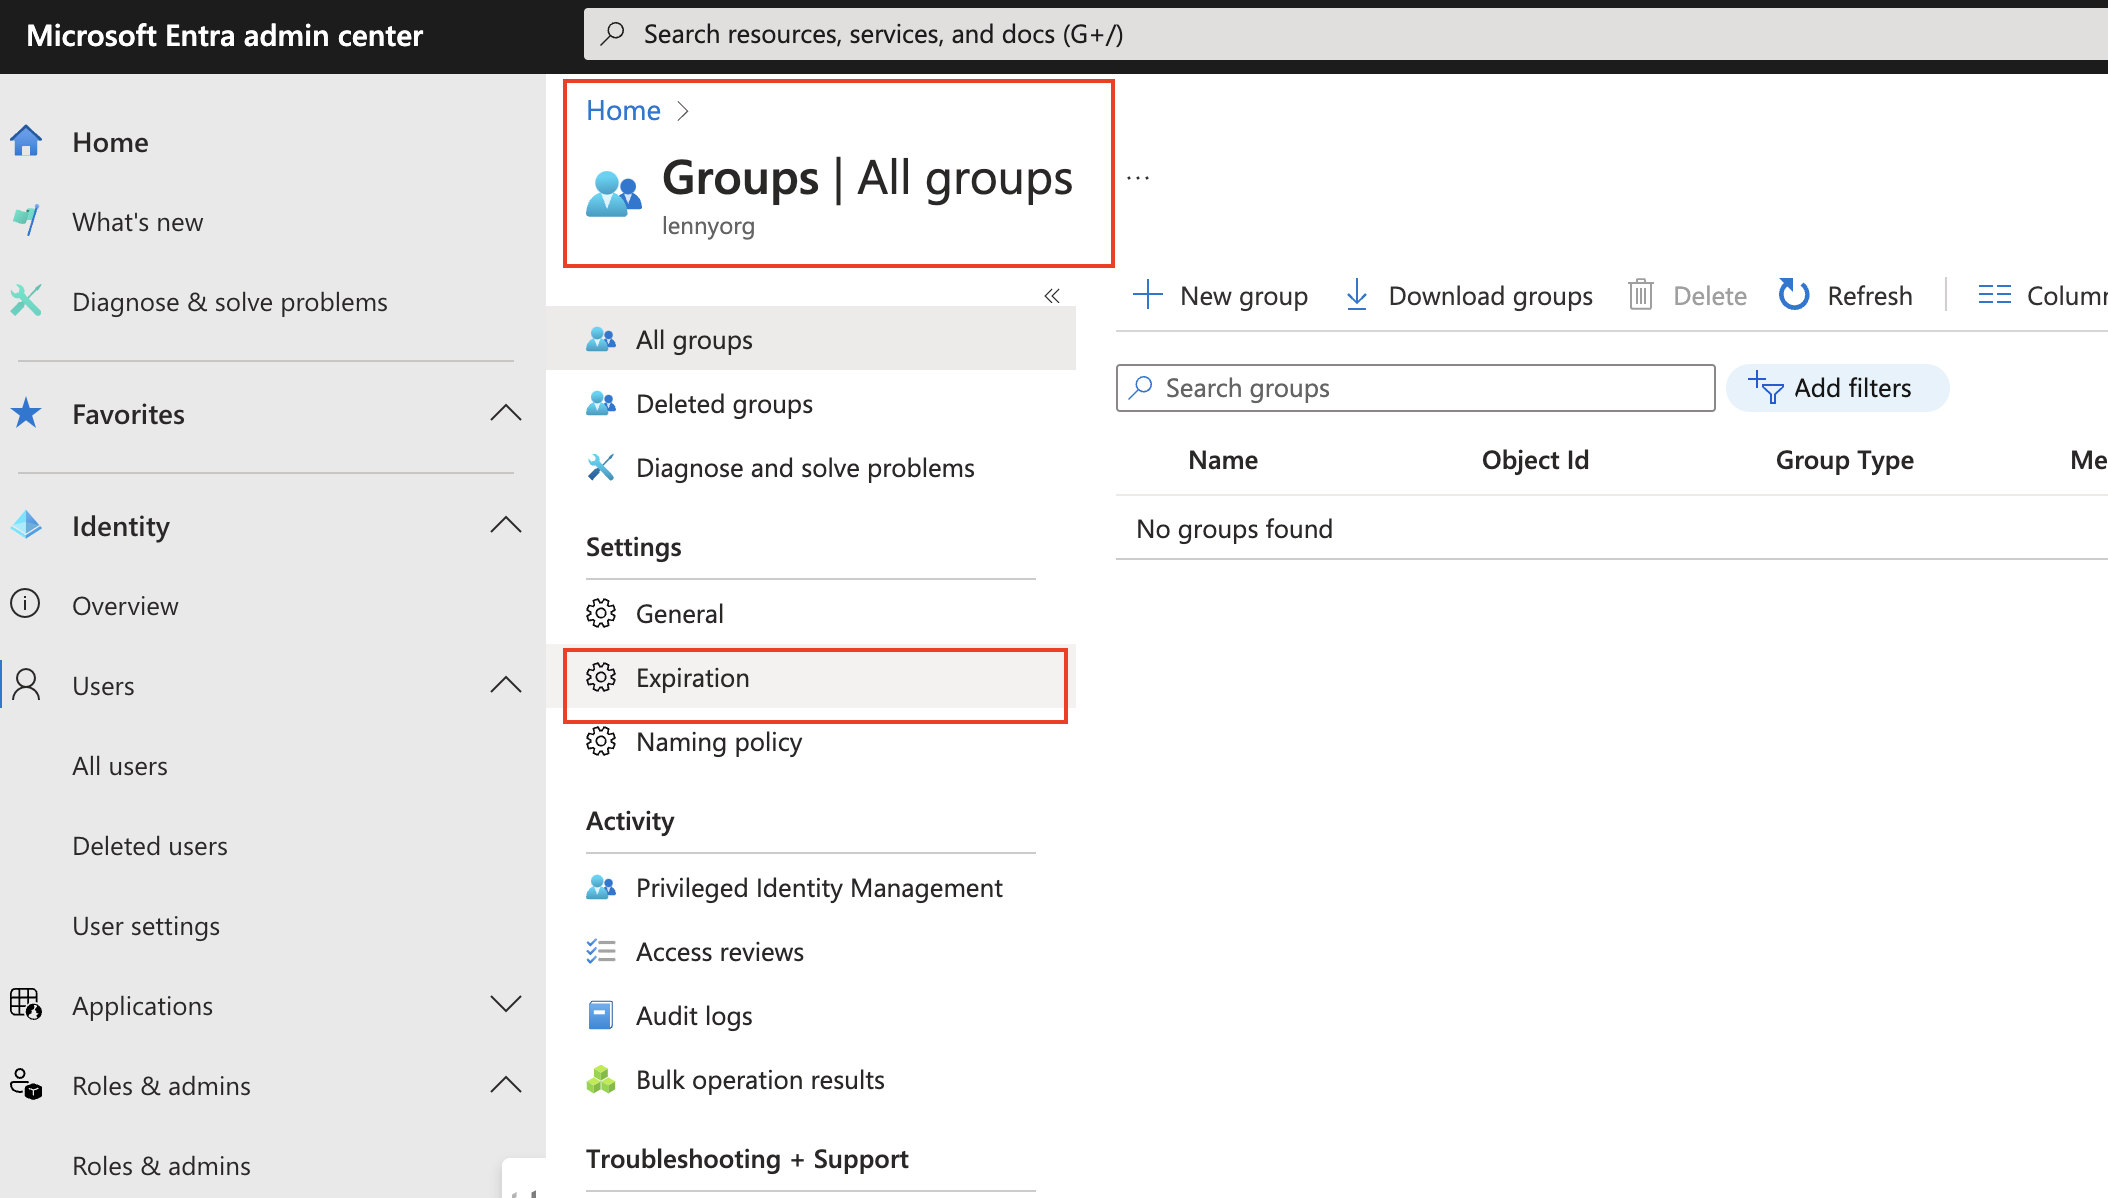 Microsoft Entra admin center
Search resources, services, and docs (G+/)
Home
What's new
Diagnose & solve problems
Favorites
Identity
Overview
Users
All users
Deleted users
User settings
Applications
Roles & admins
Roles & admins
Home >
Groups | All groups
lennyorg
...
«
All groups
Deleted groups
Diagnose and solve problems
Settings
General
Expiration
Naming policy
Activity
Privileged Identity Management
Access reviews
Audit logs
Bulk operation results
Troubleshooting + Support
New group Download groups Delete Refresh Colum
Search groups Add filters
Name Object Id Group Type Me
No groups found